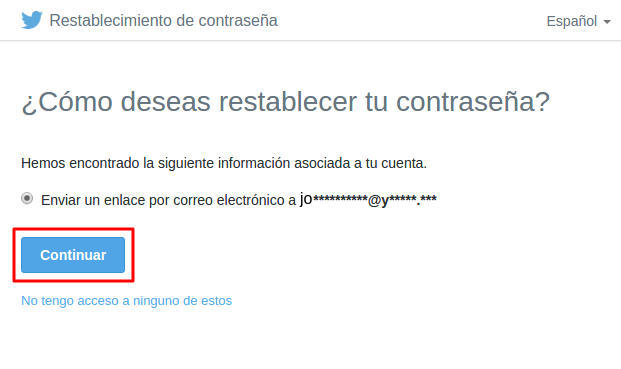 Restablecimiento de contraseña
Español
¿Cómo deseas restablecer tu contraseña?
Hemos encontrado la siguiente información asociada a tu cuenta.
Enviar un enlace por correo electrónico a jo**********@y*****.***
Continuar
No tengo acceso a ninguno de estos